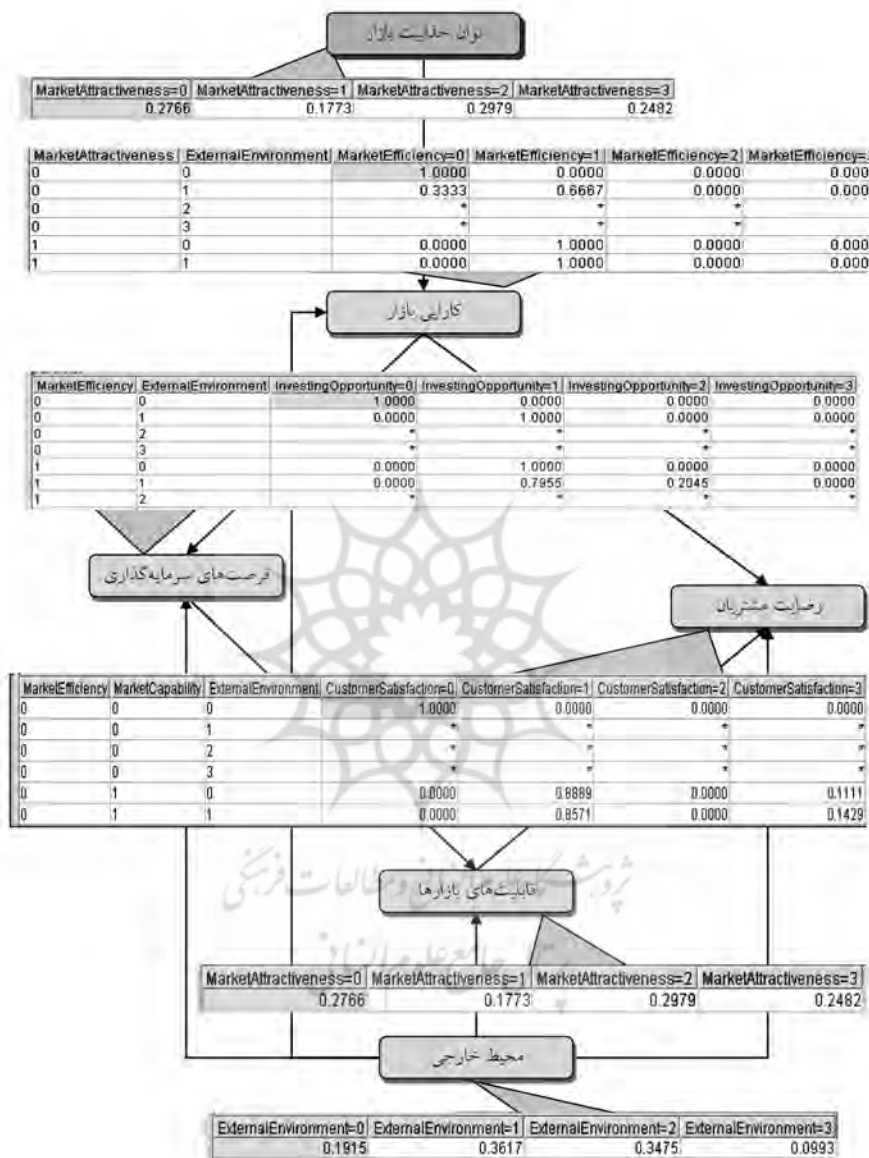 توان جذابیت بازار
MarketAttractiveness=0 MarketAttractiveness=1 MarketAttractiveness=2 MarketAttractiveness=3
0.2766 0.1773 0.2979 0.2482
MarketAttractiveness ExternalEnvironment MarketEfficiency=0 MarketEfficiency=1 MarketEfficiency=2 MarketEfficiency=
0 0 1.0000 0.0000 0.0000 0.000
0 1 0.3333 0.6667 0.0000 0.000
0 2 * * *
0 3 * * *
1 0 0.0000 1.0000 0.0000 0.000
1 1 0.0000 1.0000 0.0000 0.000
کارایی بازار
MarketEfficiency ExternalEnvironment InvestingOpportunity=0 InvestingOpportunity=1 InvestingOpportunity=2 InvestingOpportunity=3
0 0 1.0000 0.0000 0.0000 0.0000
0 1 0.0000 1.0000 0.0000 0.0000
0 2 * * * *
0 3 * * * *
1 0 0.0000 1.0000 0.0000 0.0000
1 1 0.0000 0.7955 0.2045 0.0000
1 2 * * * *
فرصت‌های سرمایه‌گذاری
رضایت مشتریان
MarketEfficiency MarketCapability ExternalEnvironment CustomerSatisfaction=0 CustomerSatisfaction=1 CustomerSatisfaction=2 CustomerSatisfaction=3
0 0 0 1.0000 0.0000 0.0000 0.0000
0 0 1 * * * *
0 0 2 * * * *
0 0 3 * * * *
0 1 0 0.0000 0.8889 0.0000 0.1111
0 1 1 0.0000 0.8571 0.0000 0.1429
پژوهشگاه علوم انسانی و مطالعات فرهنگی
قابلیت‌های بازارها
پرتال جامع علوم انسانی
MarketAttractiveness=0 MarketAttractiveness=1 MarketAttractiveness=2 MarketAttractiveness=3
0.2766 0.1773 0.2979 0.2482
محیط خارجی
ExternalEnvironment=0 ExternalEnvironment=1 ExternalEnvironment=2 ExternalEnvironment=3
0.1915 0.3617 0.3475 0.0993